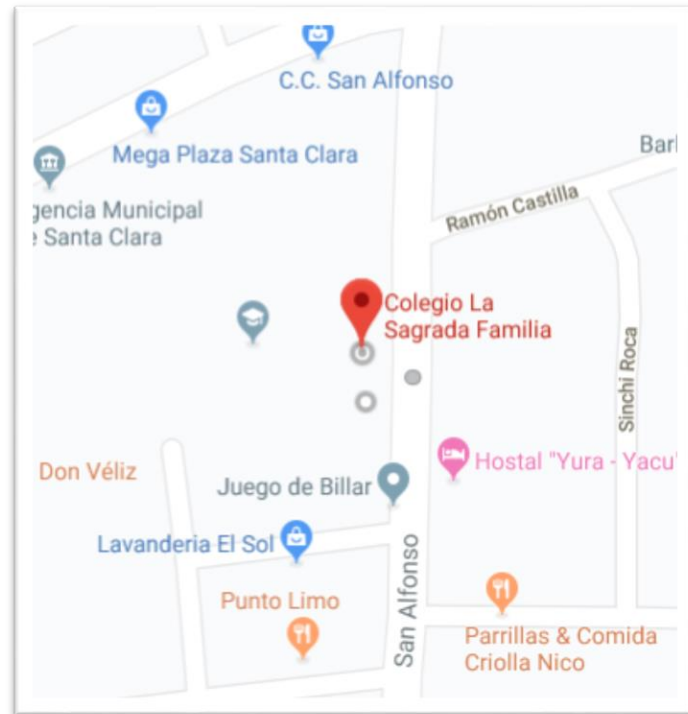 C.C. San Alfonso
Mega Plaza Santa Clara
Barl
gencia Municipal
e Santa Clara
Ramón Castilla
Colegio La
Sagrada Familia
Sinchi Roca
Don Véliz
Juego de Billar
Hostal "Yura - Yacu"
Lavanderia El Sol
San Alfonso
Punto Limo
Parrillas & Comida
Criolla Nico